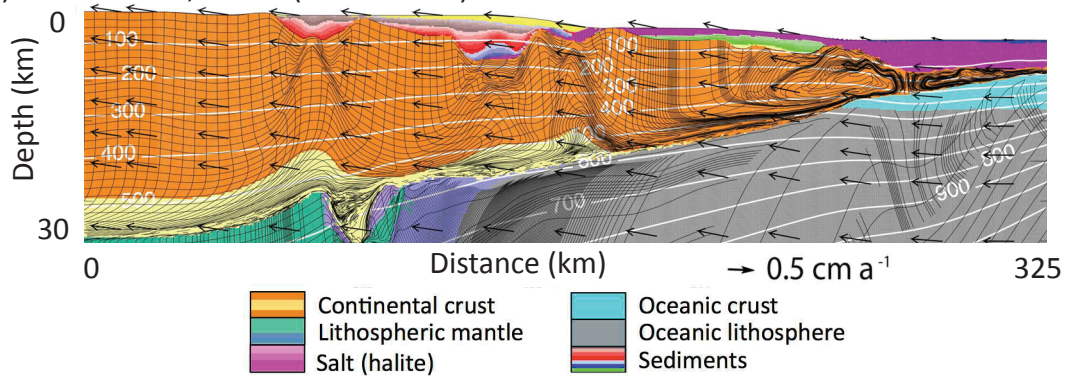 0
Depth (km)
30
100
200
300
400
500
100
200
300
400
600
700
800
900
0
Distance (km)
0.5 cm a⁻¹
325
Continental crust
Oceanic crust
Lithospheric mantle
Oceanic lithosphere
Salt (halite)
Sediments